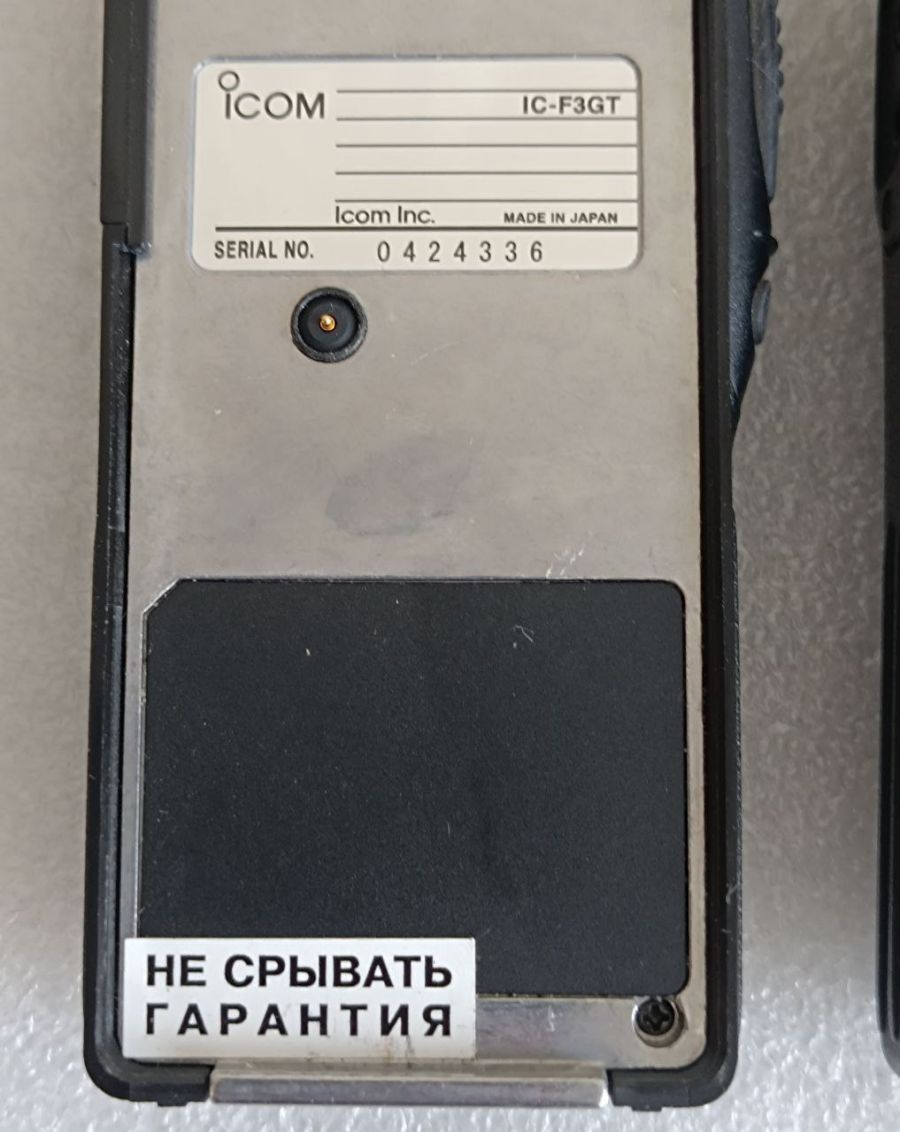 ICOM
IC-F3GT
Icom Inc. MADE IN JAPAN
SERIAL NO. 0424336
НЕ СРЫВАТЬ
ГАРАНТИЯ